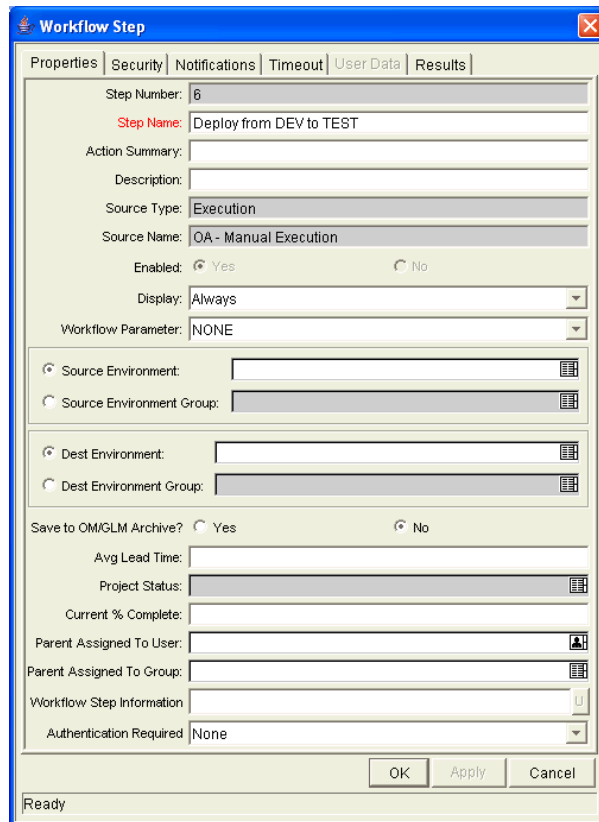 Workflow Step
Properties Security Notifications Timeout User Data Results
Step Number: 6
Step Name: Deploy from DEV to TEST
Action Summary:
Description:
Source Type: Execution
Source Name: OA - Manual Execution
Enabled: Yes No
Display: Always
Workflow Parameter: NONE
Source Environment:
Source Environment Group:
Dest Environment:
Dest Environment Group:
Save to OM/GLM Archive? Yes No
Avg Lead Time:
Project Status:
Current % Complete:
Parent Assigned To User:
Parent Assigned To Group:
Workflow Step Information U
Authentication Required None
OK Apply Cancel
Ready